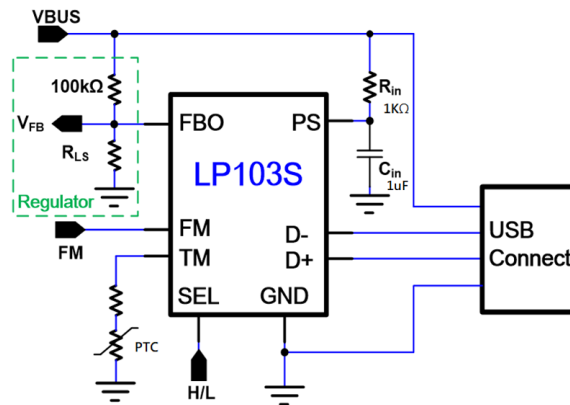 VBUS
100kΩ
Rin
1KΩ
VFB
FBO
PS
RLS
Cin
1uF
LP103S
Regulator
FM
FM
TM
D-
D+
USB
Connect
SEL
GND
PTC
H/L